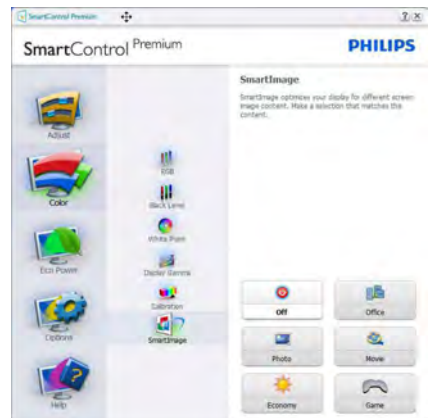 SmartControl Premium
SmartControl Premium
PHILIPS
Adjust
Color
Eco Power
Options
Help
RGB
Black Level
White Point
Display Gamma
Calibration
SmartImage
SmartImage
SmartImage optimizes your display for different screen
image content. Make a selection that matches the
content.
Off
Office
Photo
Movie
Economy
Game